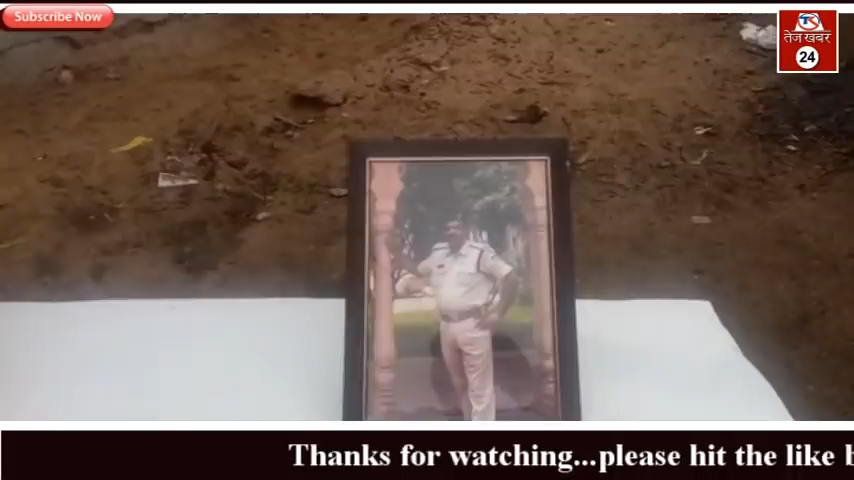 Subscribe Now
तेज खबर
24
Thanks for watching...please hit the like b